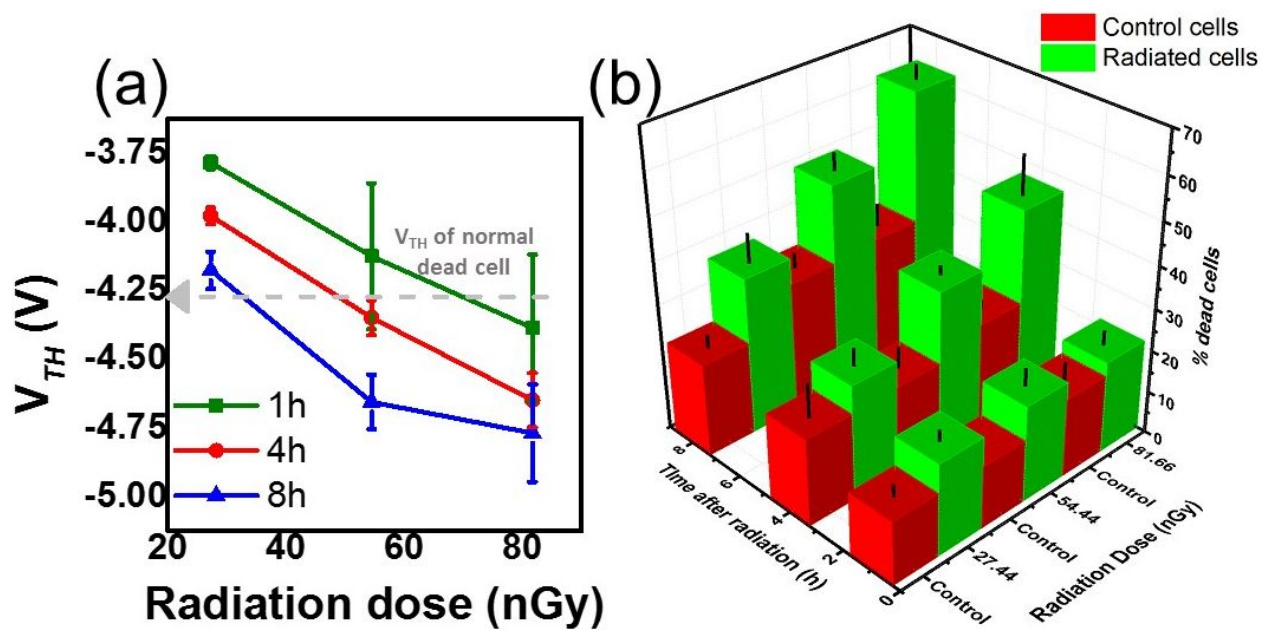 (a)
-3.75
-4.00
-4.25
-4.50
-4.75
-5.00
V_TH (V)
V_TH of normal
dead cell
1h
4h
8h
20 40 60 80
Radiation dose (nGy)
(b)
Control cells
Radiated cells
70
60
50
40
30
20
10
0
% dead cells
8
6
4
2
0
Time after radiation (h)
Control
27.44
Control
54.44
Control
81.66
Radiation Dose (nGy)